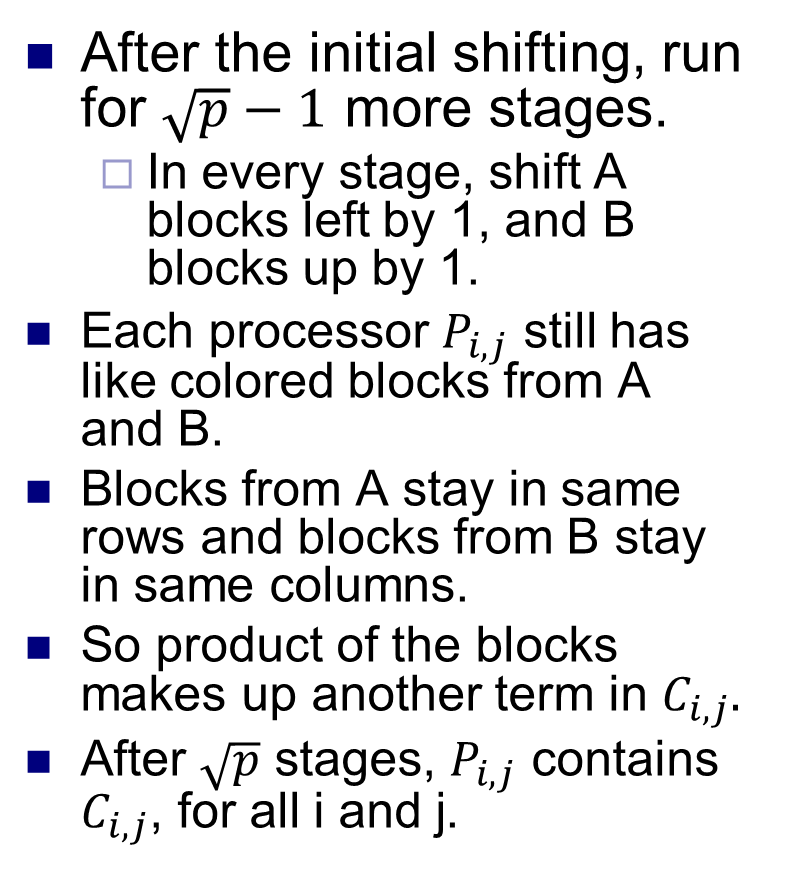 ■ After the initial shifting, run
for √p − 1 more stages.
□ In every stage, shift A
blocks left by 1, and B
blocks up by 1.
■ Each processor P_{i,j} still has
like colored blocks from A
and B.
■ Blocks from A stay in same
rows and blocks from B stay
in same columns.
■ So product of the blocks
makes up another term in C_{i,j}.
■ After √p stages, P_{i,j} contains
C_{i,j}, for all i and j.